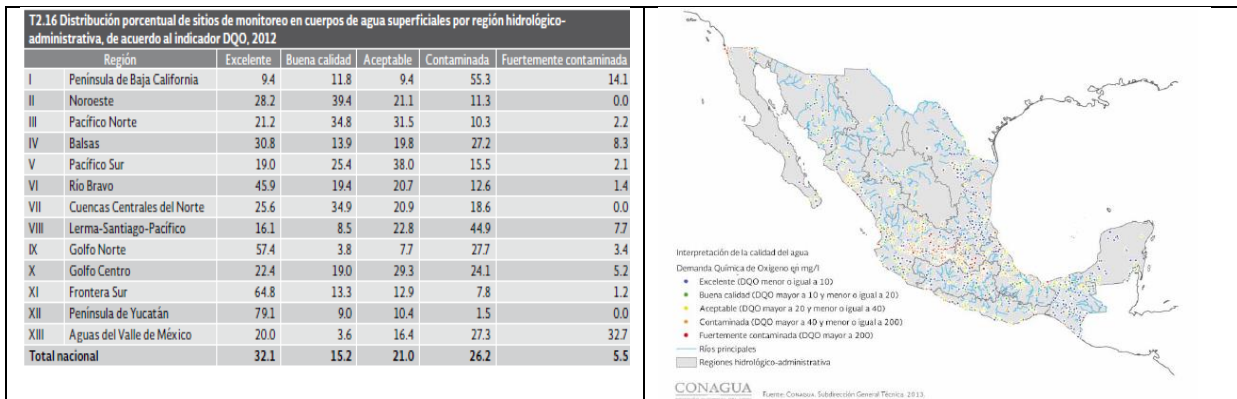 T2.16 Distribución porcentual de sitios de monitoreo en cuerpos de agua superficiales por región hidrológico-
administrativa, de acuerdo al indicador DQO, 2012
Región Excelente Buena calidad Aceptable Contaminada Fuertemente contaminada
I Península de Baja California 9.4 11.8 9.4 55.3 14.1
II Noroeste 28.2 39.4 21.1 11.3 0.0
III Pacífico Norte 21.2 34.8 31.5 10.3 2.2
IV Balsas 30.8 13.9 19.8 27.2 8.3
V Pacífico Sur 19.0 25.4 38.0 15.5 2.1
VI Río Bravo 45.9 19.4 20.7 12.6 1.4
VII Cuencas Centrales del Norte 25.6 34.9 20.9 18.6 0.0
VIII Lerma-Santiago-Pacífico 16.1 8.5 22.8 44.9 7.7
IX Golfo Norte 57.4 3.8 7.7 27.7 3.4
X Golfo Centro 22.4 19.0 29.3 24.1 5.2
XI Frontera Sur 64.8 13.3 12.9 7.8 1.2
XII Península de Yucatán 79.1 9.0 10.4 1.5 0.0
XIII Aguas del Valle de México 20.0 3.6 16.4 27.3 32.7
Total nacional 32.1 15.2 21.0 26.2 5.5
Interpretación de la calidad del agua
Demanda Química de Oxígeno en mg/l
Excelente (DQO menor o igual a 10)
Buena calidad (DQO mayor a 10 y menor o igual a 20)
Aceptable (DQO mayor a 20 y menor o igual a 40)
Contaminada (DQO mayor a 40 y menor o igual a 200)
Fuertemente contaminada (DQO mayor a 200)
Ríos principales
Regiones hidrológico-administrativa
CONAGUA Fuente: CONAGUA. Subdirección General Técnica. 2013.